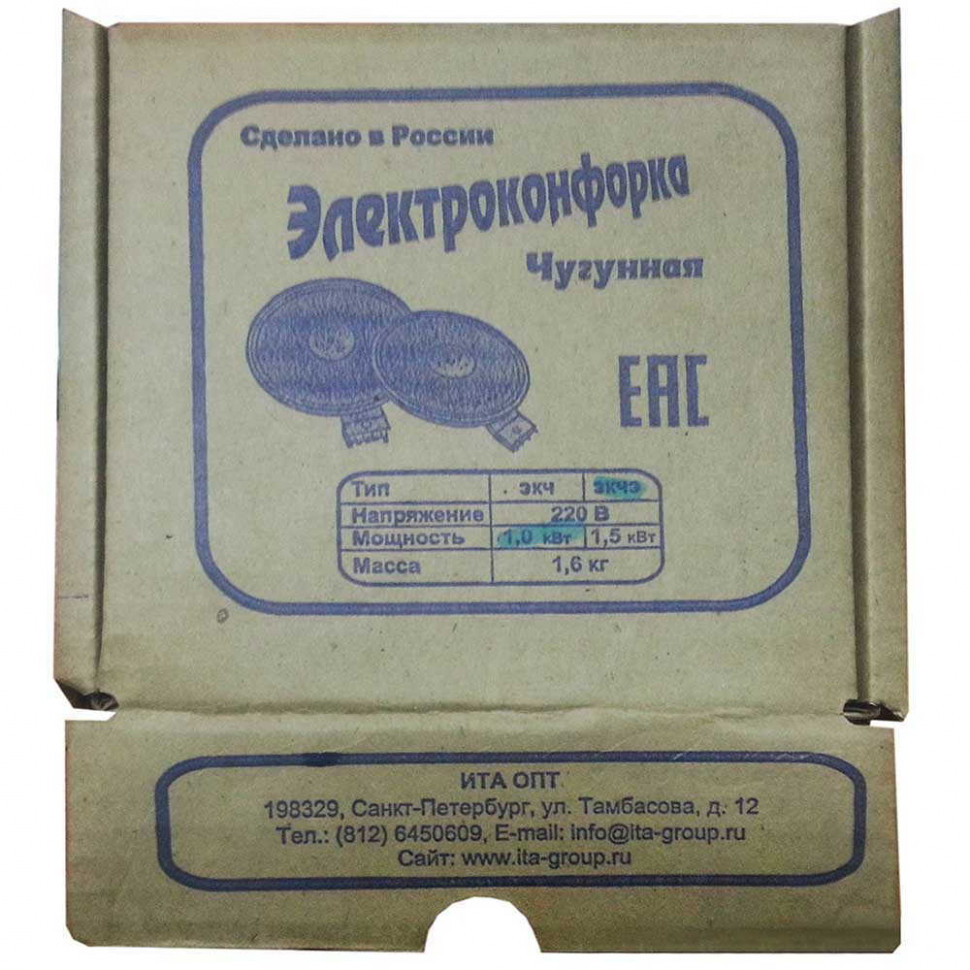 Сделано в России
Электроконфорка
Чугунная
ЕАС
Тип экч экчэ
Напряжение 220 В
Мощность 1,0 кВт 1,5 кВт
Масса 1,6 кг
ИТА ОПТ
198329, Санкт-Петербург, ул. Тамбасова, д. 12
Тел.: (812) 6450609, E-mail: info@ita-group.ru
Сайт: www.ita-group.ru